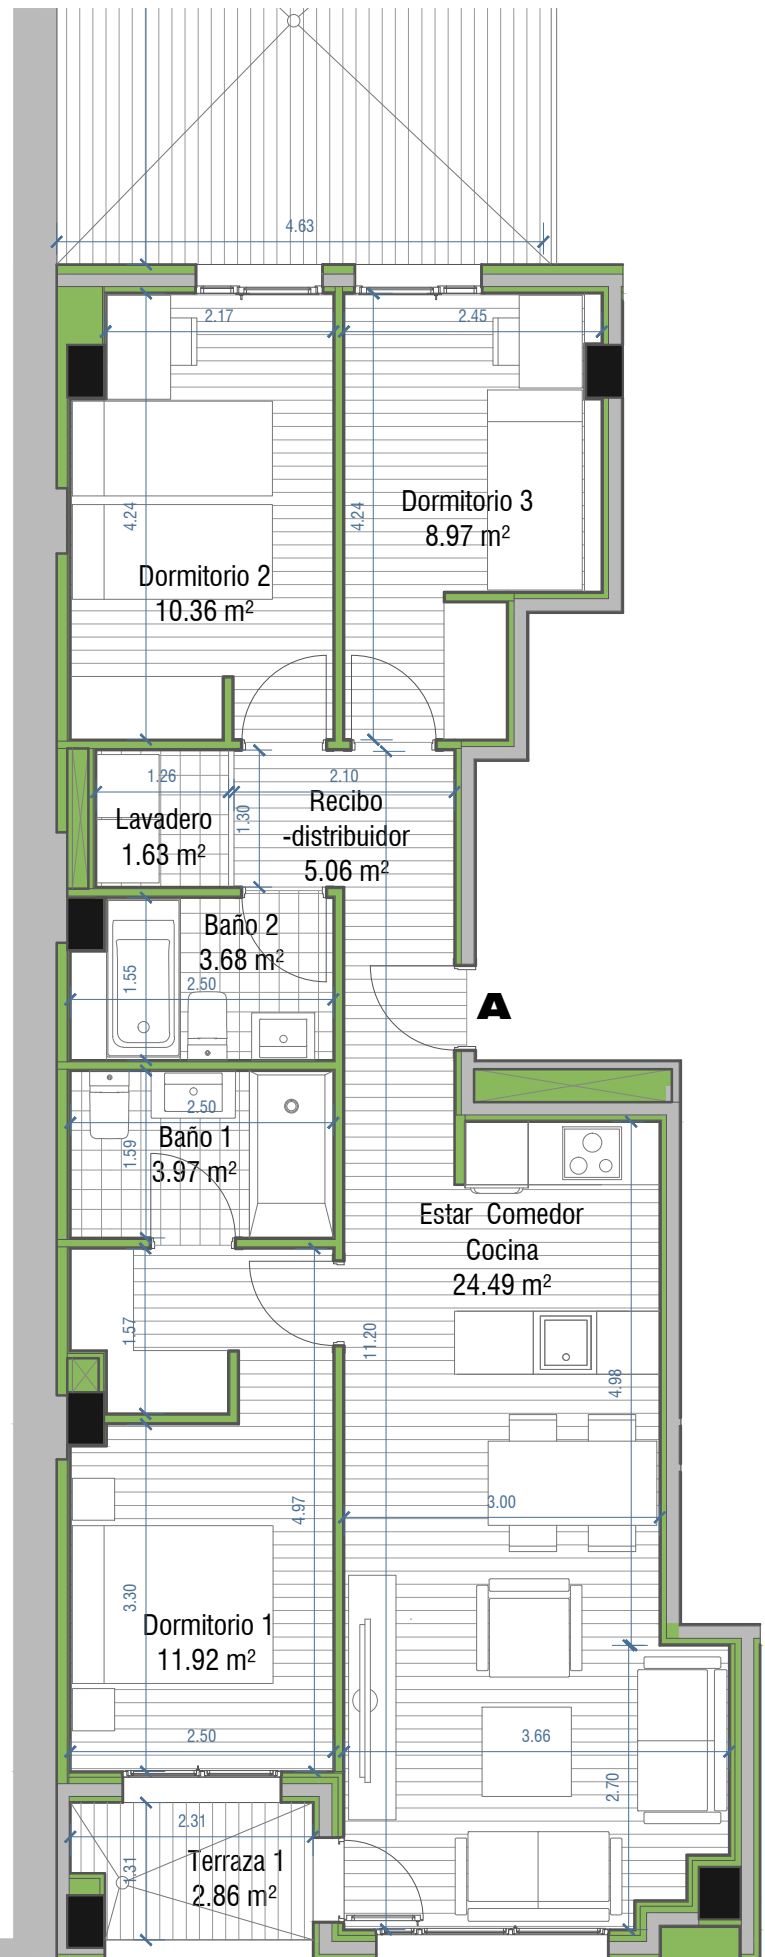 4.63
2.17
2.45
4.24
4.24
Dormitorio 3
8.97 m²
Dormitorio 2
10.36 m²
1.26
2.10
1.30
Lavadero
1.63 m²
Recibo
-distribuidor
5.06 m²
Baño 2
3.68 m²
1.55
2.50
A
2.50
Baño 1
3.97 m²
1.59
Estar Comedor
Cocina
24.49 m²
1.57
11.20
4.98
4.97
3.00
3.30
Dormitorio 1
11.92 m²
2.50
3.66
2.70
2.31
1.31
Terraza 1
2.86 m²